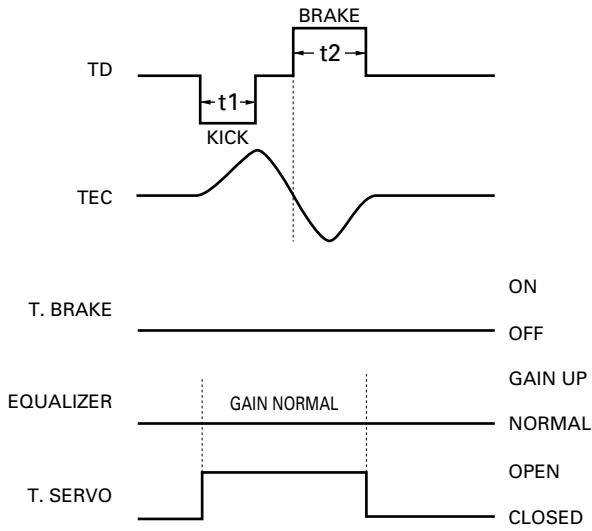 BRAKE
TD
t2
t1
KICK
TEC
ON
T. BRAKE
OFF
GAIN UP
EQUALIZER
GAIN NORMAL
NORMAL
OPEN
T. SERVO
CLOSED